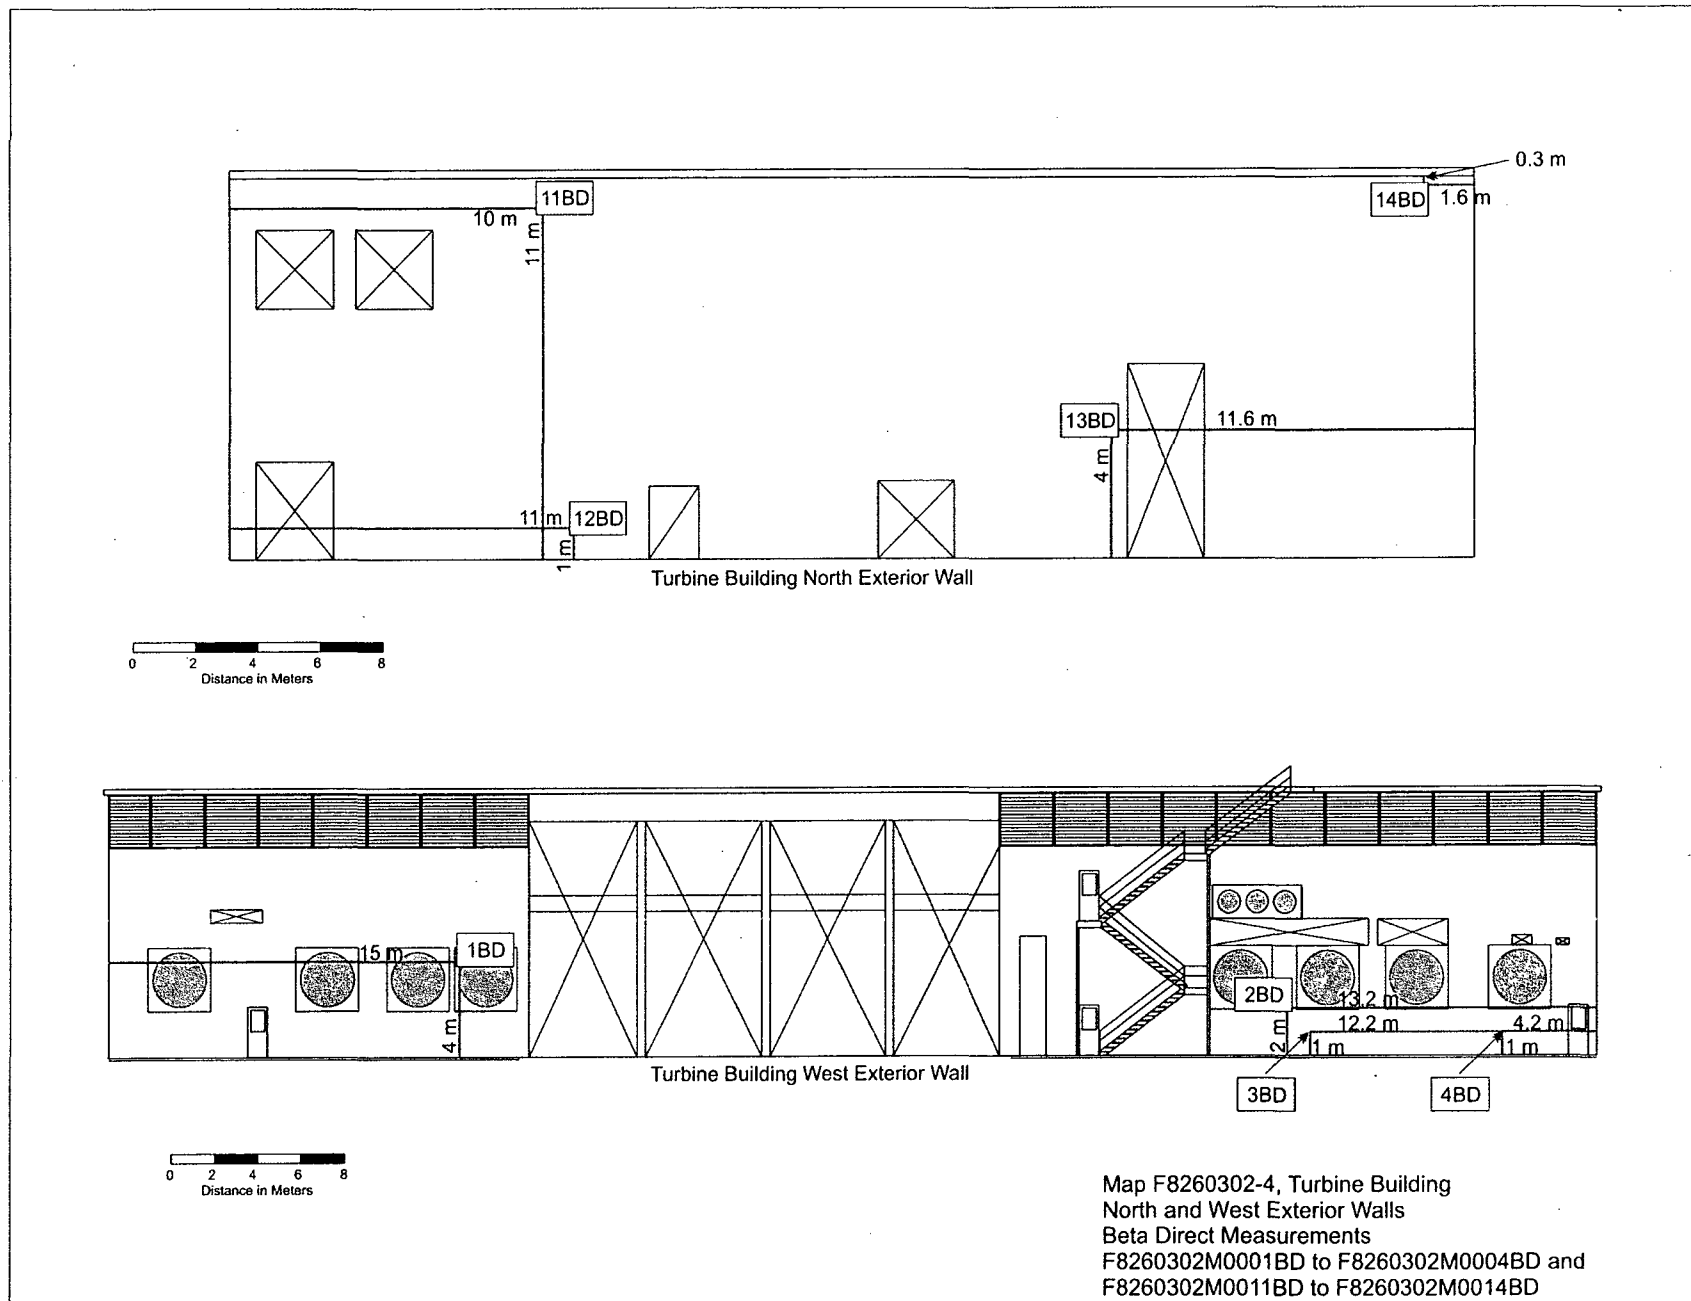 0.3 m
11BD
14BD
1.6 m
10 m
11 m
13BD
11.6 m
4 m
11 m
12BD
1 m
Turbine Building North Exterior Wall
0 2 4 6 8
Distance in Meters
15 m
1BD
4 m
2BD
13.2 m
12.2 m
4.2 m
2 m
1 m
1 m
Turbine Building West Exterior Wall
3BD
4BD
0 2 4 6 8
Distance in Meters
Map F8260302-4, Turbine Building
North and West Exterior Walls
Beta Direct Measurements
F8260302M0001BD to F8260302M0004BD and
F8260302M0011BD to F8260302M0014BD